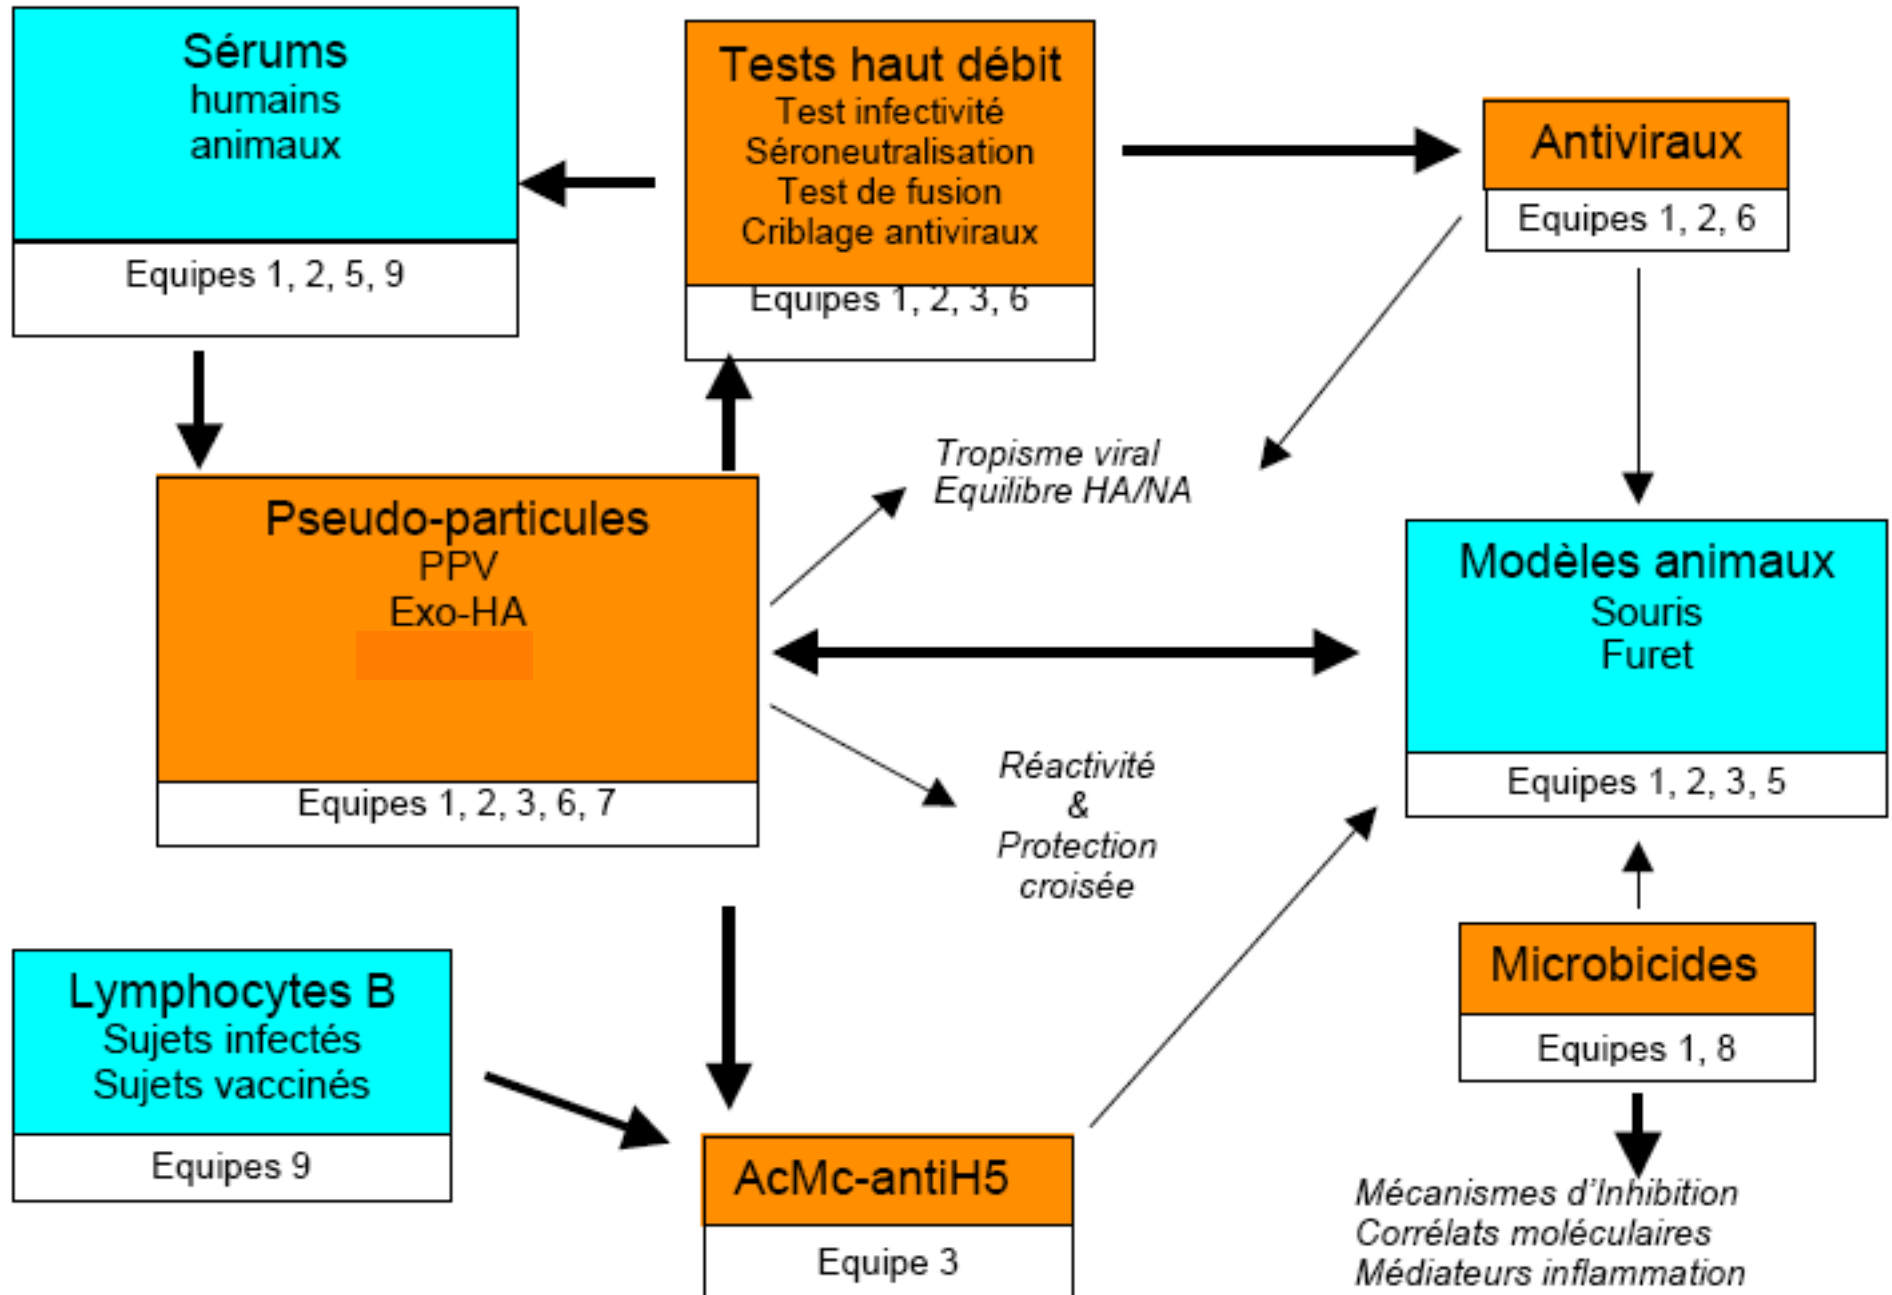 Sérums
humains
animaux
Equipes 1, 2, 5, 9
Tests haut débit
Test infectivité
Séroneutralisation
Test de fusion
Criblage antiviraux
Equipes 1, 2, 3, 6
Antiviraux
Equipes 1, 2, 6
Tropisme viral
Equilibre HA/NA
Pseudo-particules
PPV
Exo-HA
Equipes 1, 2, 3, 6, 7
Modèles animaux
Souris
Furet
Equipes 1, 2, 3, 5
Réactivité
&
Protection
croisée
Lymphocytes B
Sujets infectés
Sujets vaccinés
Equipes 9
AcMc-antiH5
Equipe 3
Microbicides
Equipes 1, 8
Mécanismes d'Inhibition
Corrélats moléculaires
Médiateurs inflammation